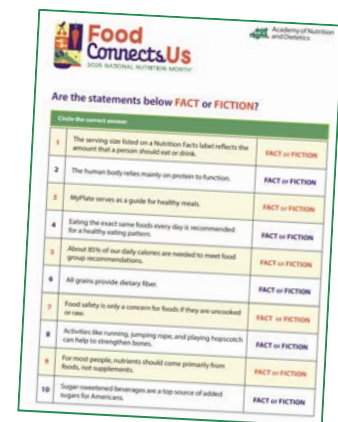 Food
Connects Us
2025 NATIONAL NUTRITION MONTH
eat right. Academy of Nutrition
and Dietetics
Are the statements below FACT or FICTION?
Circle the correct answer
1 The serving size listed on a Nutrition Facts label reflects the
amount that a person should eat or drink. FACT or FICTION
2 The human body relies mainly on protein to function. FACT or FICTION
3 MyPlate serves as a guide for healthy meals. FACT or FICTION
4 Eating the exact same foods every day is recommended
for a healthy eating pattern. FACT or FICTION
5 About 85% of our daily calories are needed to meet food
group recommendations. FACT or FICTION
6 All grains provide dietary fiber. FACT or FICTION
7 Food safety is only a concern for foods if they are uncooked
or raw. FACT or FICTION
8 Activities like running, jumping rope, and playing hopscotch
can help to strengthen bones. FACT or FICTION
9 For most people, nutrients should come primarily from
foods, not supplements. FACT or FICTION
10 Sugar-sweetened beverages are a top source of added
sugars for Americans. FACT or FICTION